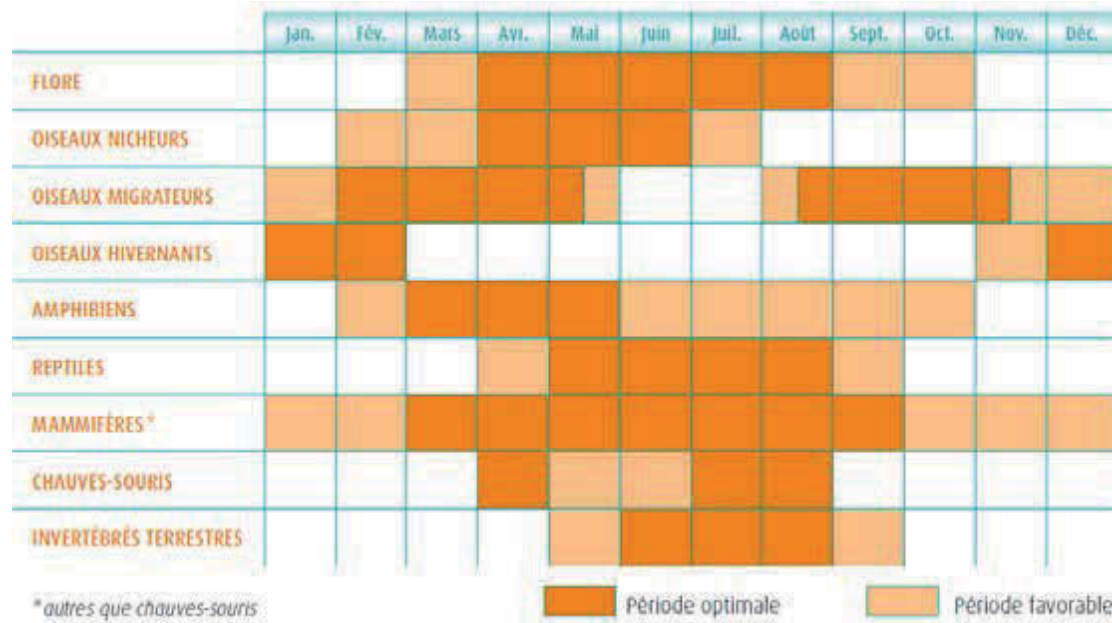 Jan. Fév. Mars Avr. Mai Juin Juil. Août Sept. Oct. Nov. Déc.
FLORE
OISEAUX NICHEURS
OISEAUX MIGRATEURS
OISEAUX HIVERNANTS
AMPHIBIENS
REPTILES
MAMMIFÈRES*
CHAUVES-SOURIS
INVERTÉBRÉS TERRESTRES
*autres que chauves-souris Période optimale Période favorable